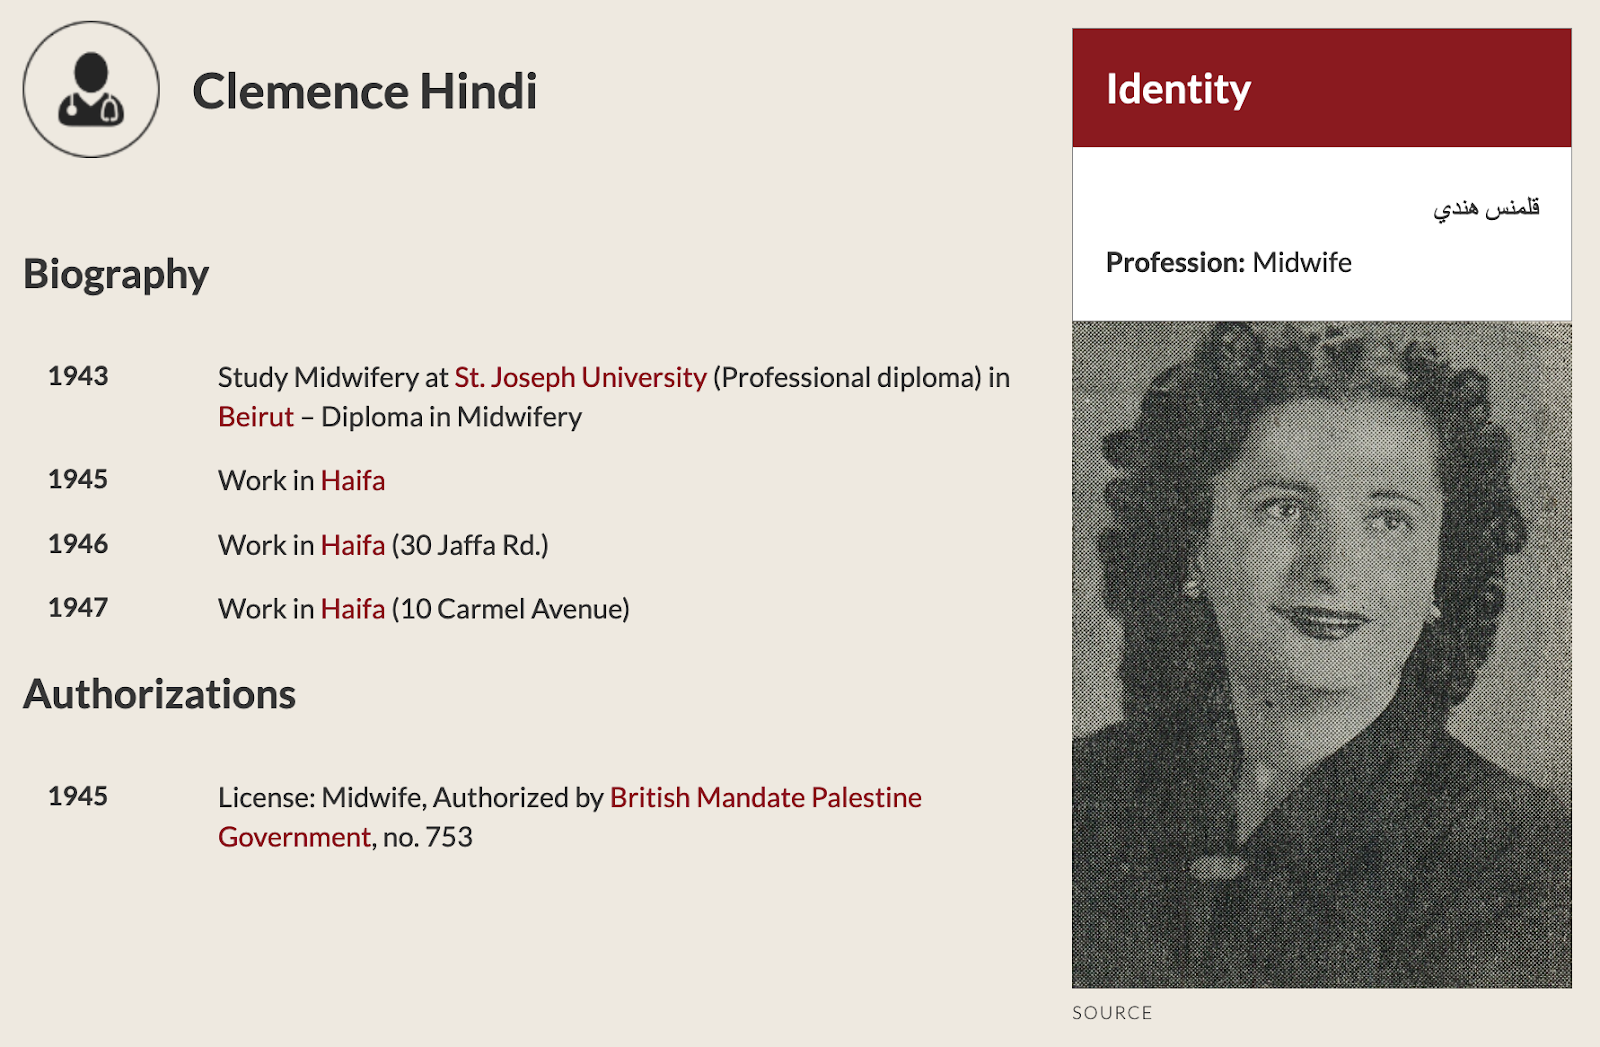 Clemence Hindi
Biography
1943 Study Midwifery at St. Joseph University (Professional diploma) in
Beirut – Diploma in Midwifery
1945 Work in Haifa
1946 Work in Haifa (30 Jaffa Rd.)
1947 Work in Haifa (10 Carmel Avenue)
Authorizations
1945 License: Midwife, Authorized by British Mandate Palestine
Government, no. 753
Identity
قلمنس هندي
Profession: Midwife
SOURCE